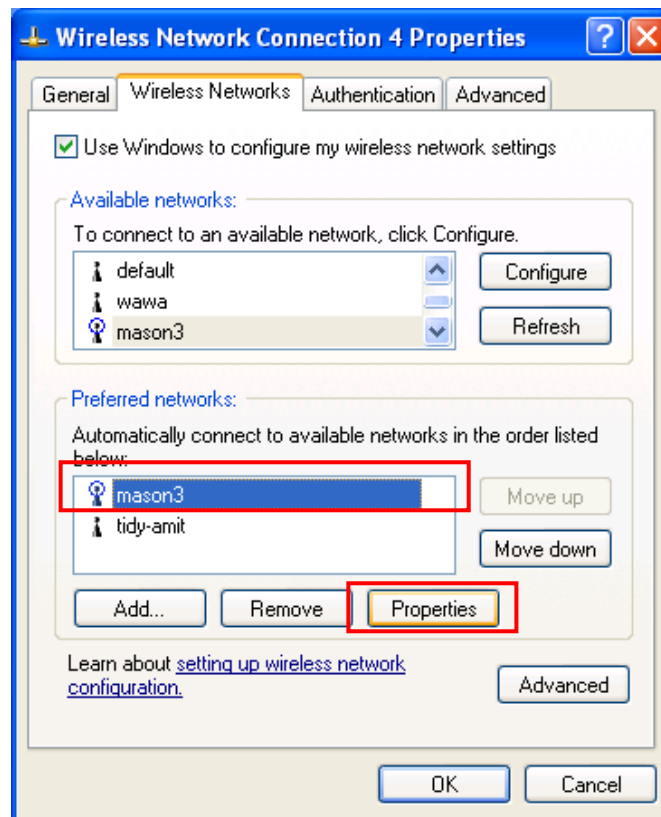 Wireless Network Connection 4 Properties
General Wireless Networks Authentication Advanced
Use Windows to configure my wireless network settings
Available networks:
To connect to an available network, click Configure.
default
wawa
mason3
Configure
Refresh
Preferred networks:
Automatically connect to available networks in the order listed
below:
mason3
tidy-amit
Move up
Move down
Add... Remove Properties
Learn about setting up wireless network
configuration.
Advanced
OK Cancel